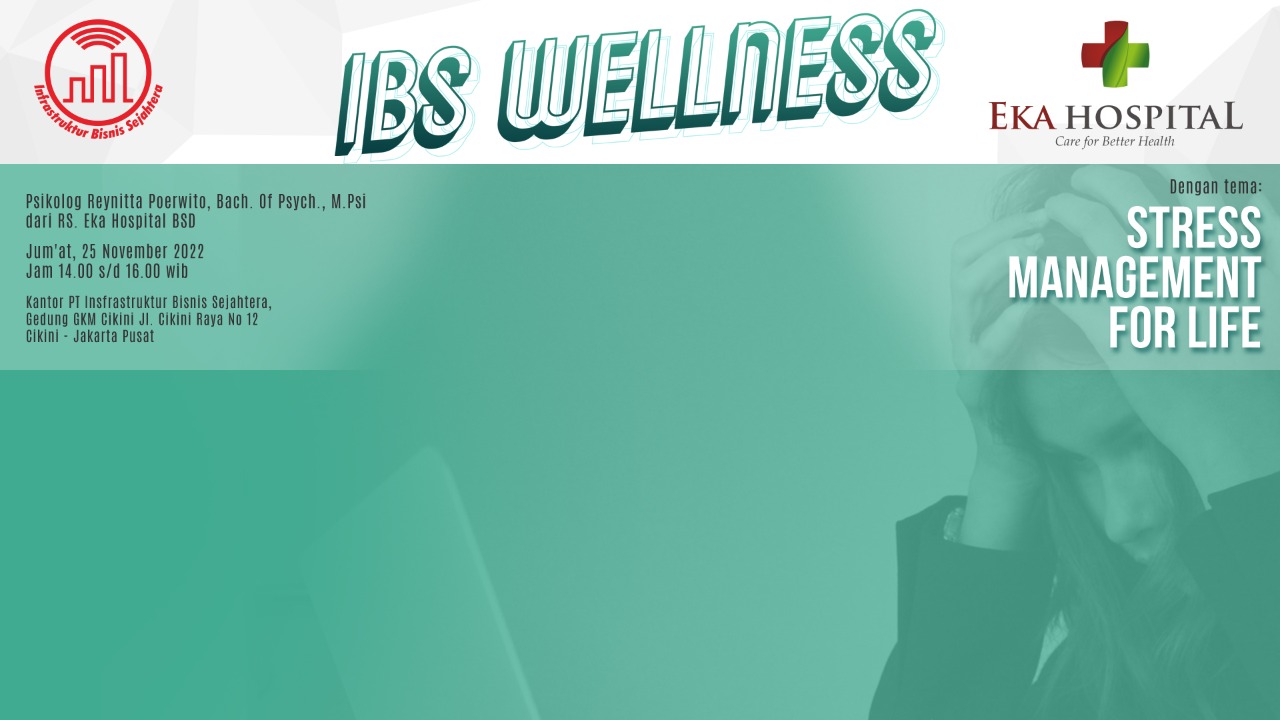 Infrastruktur Bisnis Sejahtera
IBS WELLNESS
EKA HOSPITAL
Care for Better Health
Psikolog Reynitta Poerwito, Bach. Of Psych., M.Psi
dari RS. Eka Hospital BSD
Jum'at, 25 November 2022
Jam 14.00 s/d 16.00 wib
Kantor PT Insfrastruktur Bisnis Sejahtera,
Gedung GKM Cikini Jl. Cikini Raya No 12
Cikini - Jakarta Pusat
Dengan tema:
STRESS
MANAGEMENT
FOR LIFE